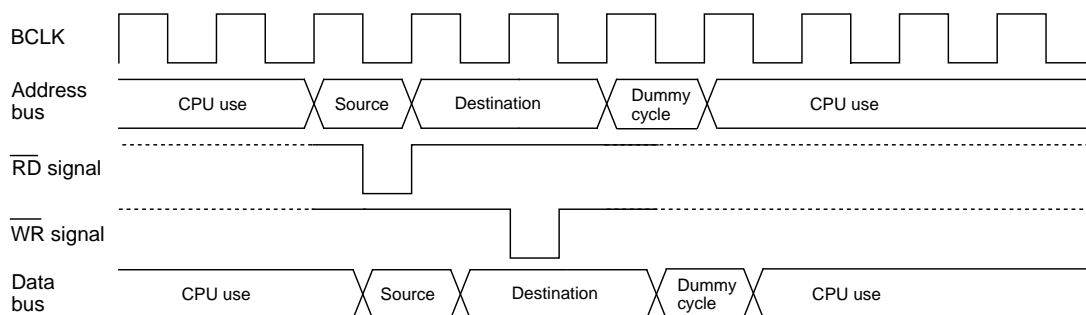 BCLK
Address
bus
CPU use
Source
Destination
Dummy
cycle
CPU use
RD signal
WR signal
Data
bus
CPU use
Source
Destination
Dummy
cycle
CPU use